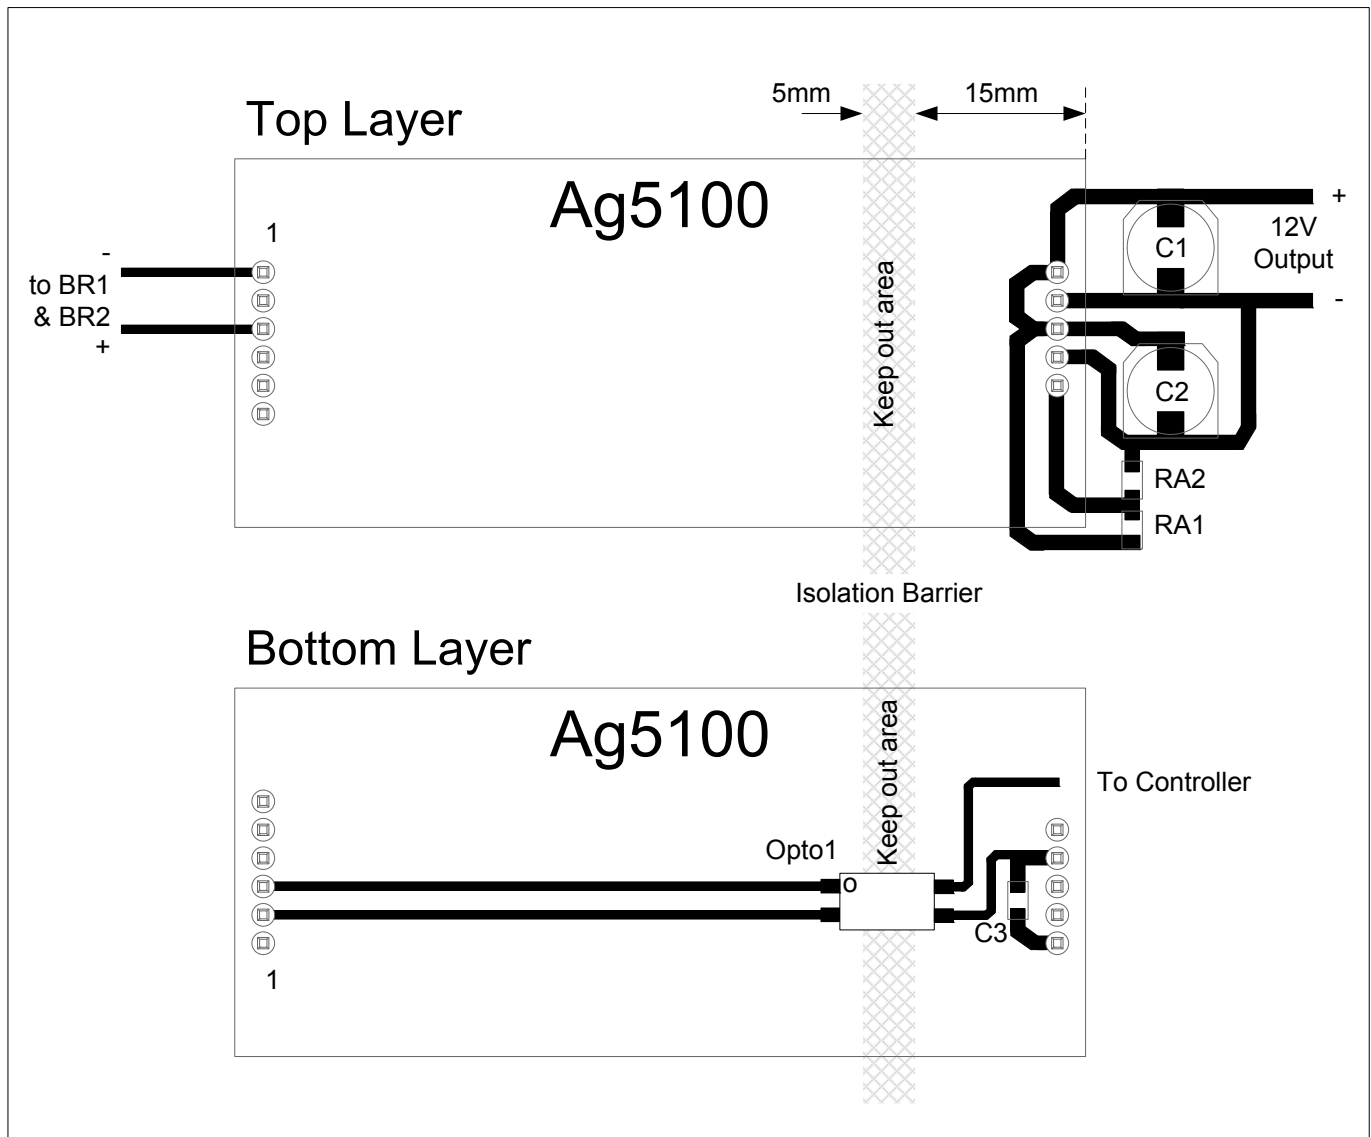 5mm
15mm
Top Layer
Ag5100
1
-
to BR1
& BR2
+
Keep out area
+
12V
Output
-
C1
C2
RA2
RA1
Isolation Barrier
Bottom Layer
Ag5100
Keep out area
To Controller
Opto1
o
C3
1